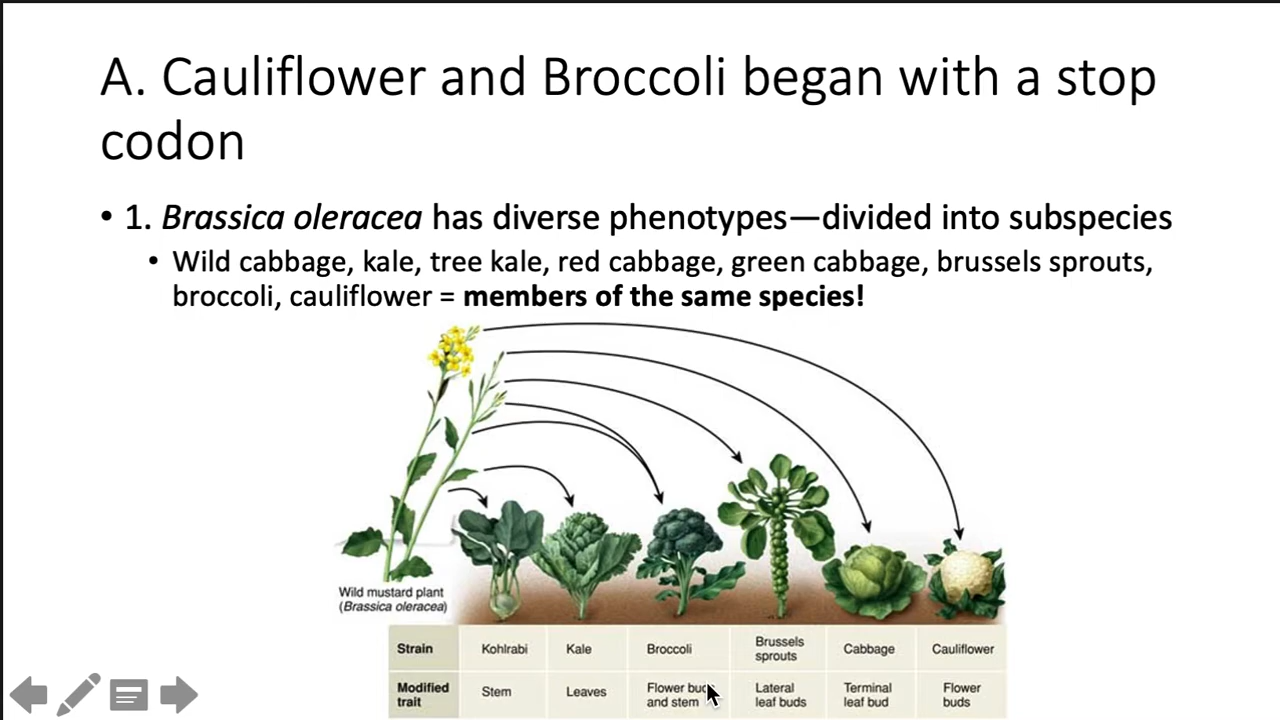 A. Cauliflower and Broccoli began with a stop
codon
• 1. Brassica oleracea has diverse phenotypes—divided into subspecies
• Wild cabbage, kale, tree kale, red cabbage, green cabbage, brussels sprouts,
broccoli, cauliflower = members of the same species!
Wild mustard plant
(Brassica oleracea)
Strain Kohlrabi Kale Broccoli Brussels sprouts Cabbage Cauliflower
Modified trait Stem Leaves Flower buds and stem Lateral leaf buds Terminal leaf bud Flower buds